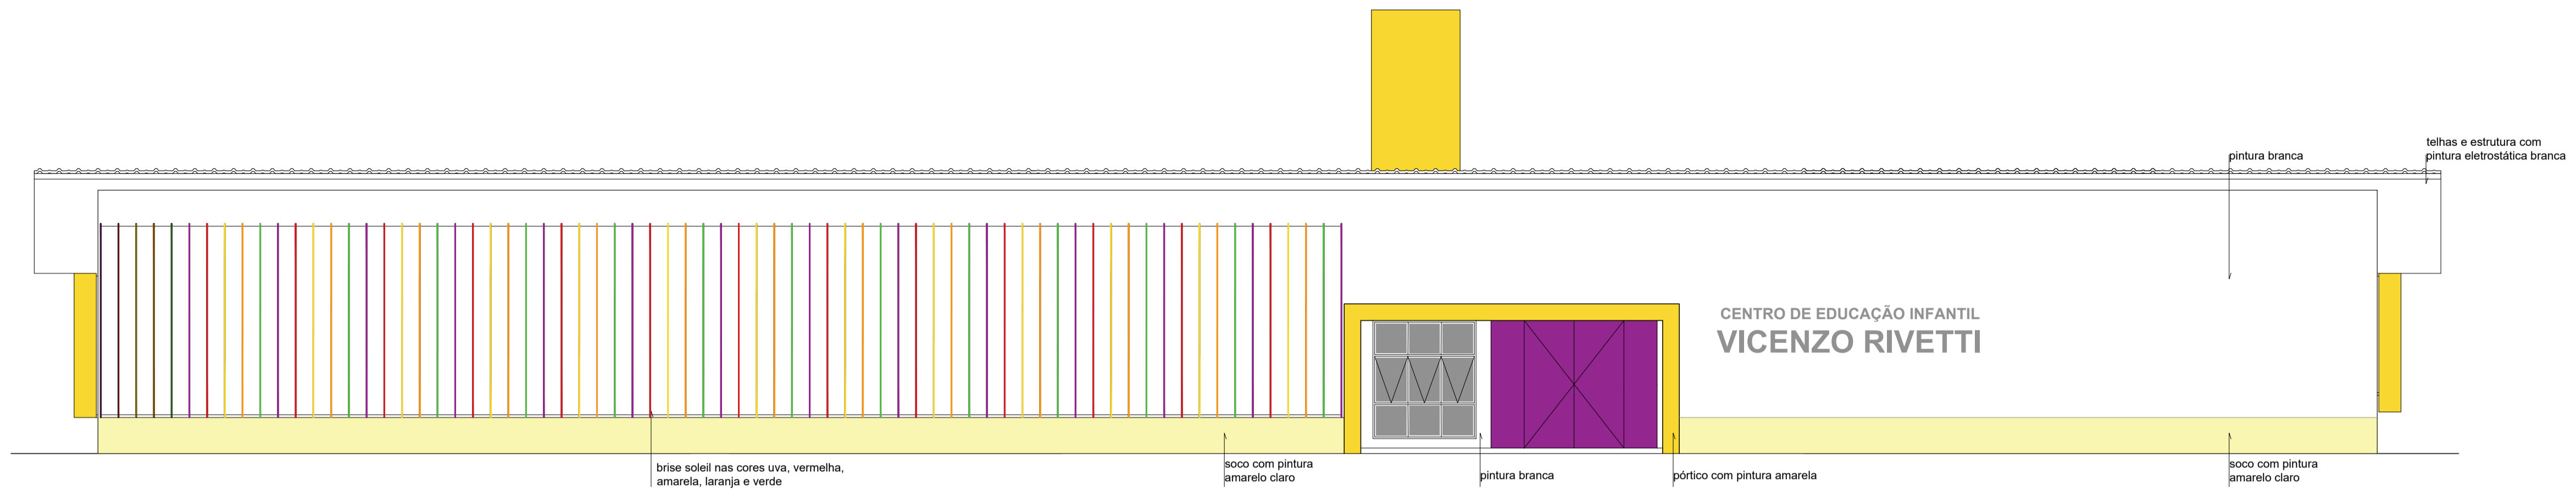 telhas e estrutura com
pintura eletrostática branca
pintura branca
CENTRO DE EDUCAÇÃO INFANTIL
VICENZO RIVETTI
brise soleil nas cores uva, vermelha,
amarela, laranja e verde
soco com pintura
amarelo claro
pintura branca
pórtico com pintura amarela
soco com pintura
amarelo claro